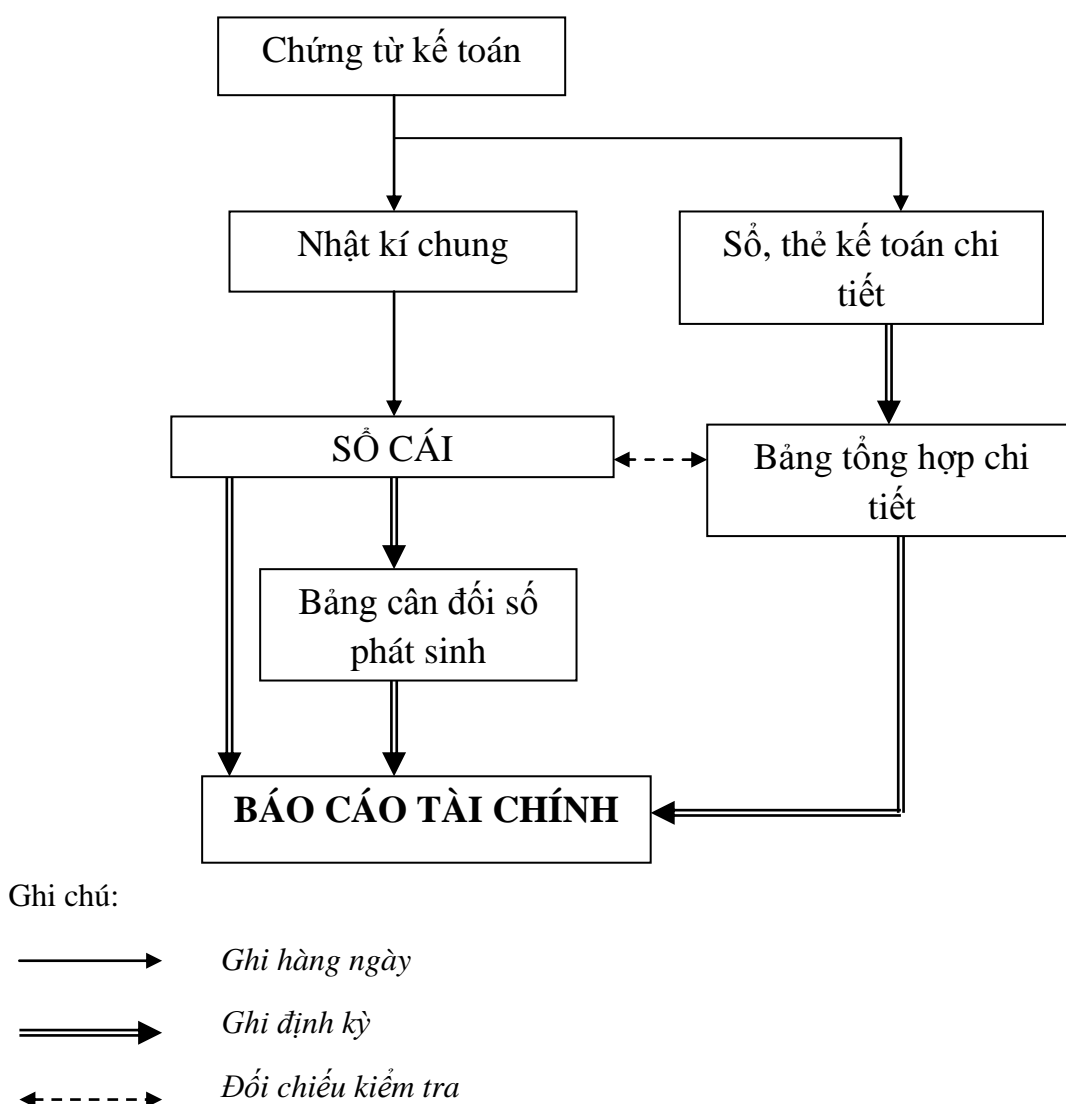 Chứng từ kế toán
Nhật kí chung
Sổ, thẻ kế toán chi
tiết
SỔ CÁI
Bảng tổng hợp chi
tiết
Bảng cân đối số
phát sinh
BÁO CÁO TÀI CHÍNH
Ghi chú:
Ghi hàng ngày
Ghi định kỳ
Đối chiếu kiểm tra